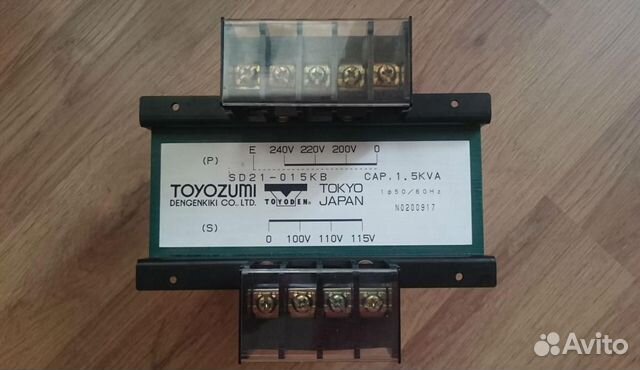 E 240V 220V 200V 0
(P)
SD21-015KB CAP. 1.5KVA
TOYOZUMI TOKYO
DENGENKIKI CO., LTD. TOYODEN® JAPAN
1ø50/60Hz
N0200917
(S)
0 100V 110V 115V
Avito